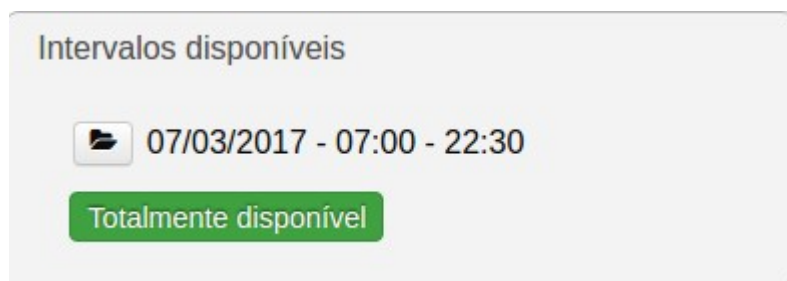 Intervalos disponíveis
07/03/2017 - 07:00 - 22:30
Totalmente disponível